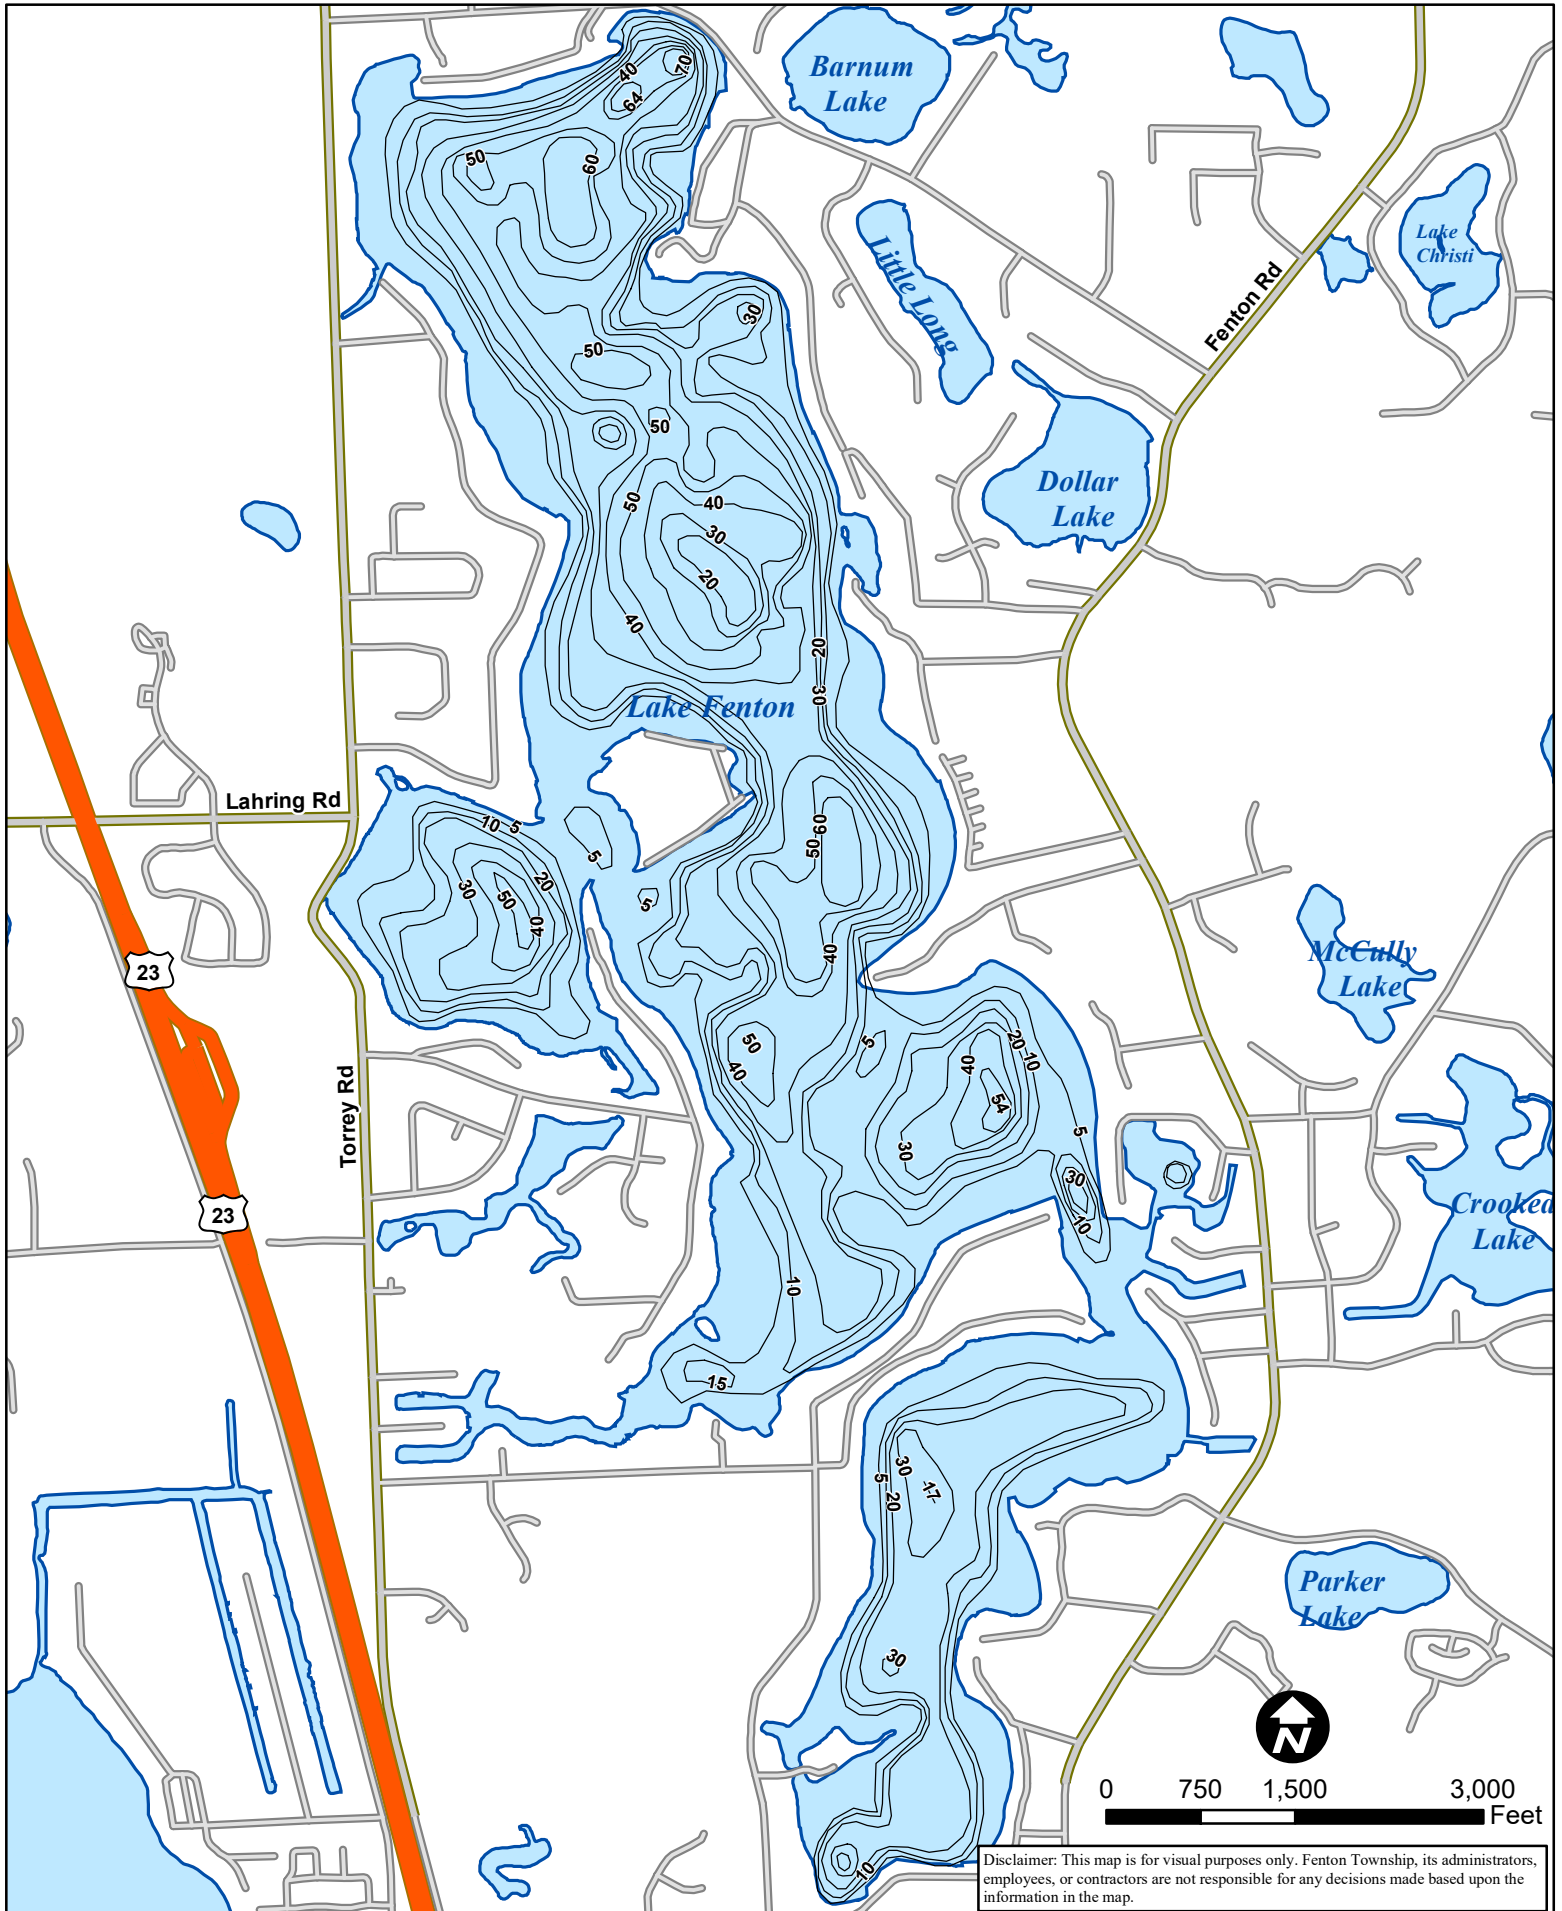 Barnum
Lake
70
40
64
50
60
Lake
Christi
Little Long
Fenton Rd
30
50
50
50
40
Dollar
Lake
30
20
40
20
30
Lake Fenton
Lahring Rd
10
5
60
50
5
20
30
50
40
5
40
McCully
Lake
23
50
40
5
20
10
40
54
30
5
Torrey Rd
30
10
23
Crooked
Lake
10
15
30
5
20
17
Parker
Lake
30
N
0 750 1,500 3,000
Feet
10
Disclaimer: This map is for visual purposes only. Fenton Township, its administrators,
employees, or contractors are not responsible for any decisions made based upon the
information in the map.